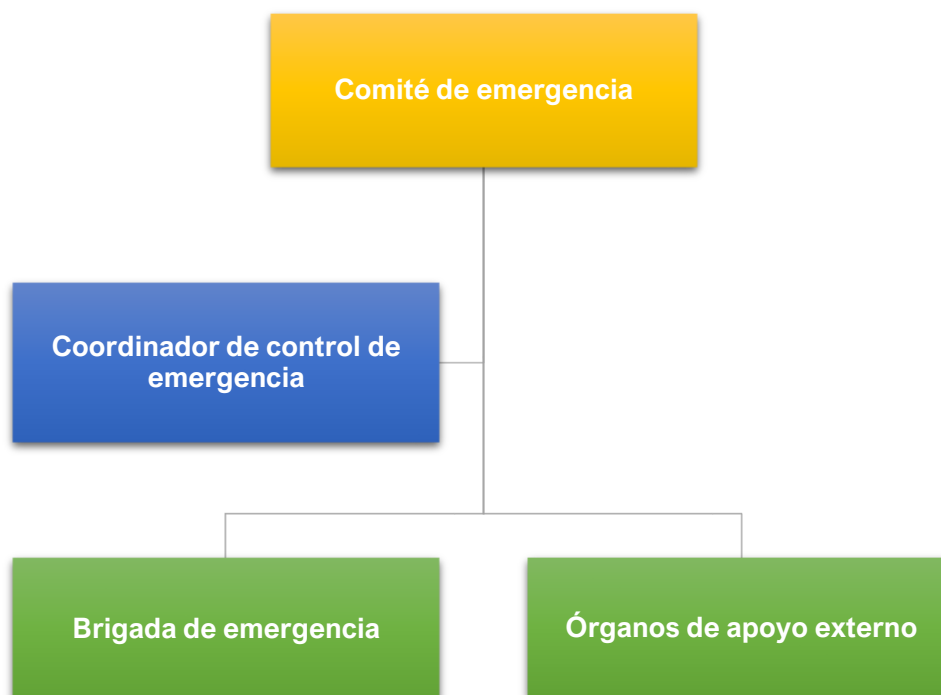 Comité de emergencia
Coordinador de control de
emergencia
Brigada de emergencia
Órganos de apoyo externo